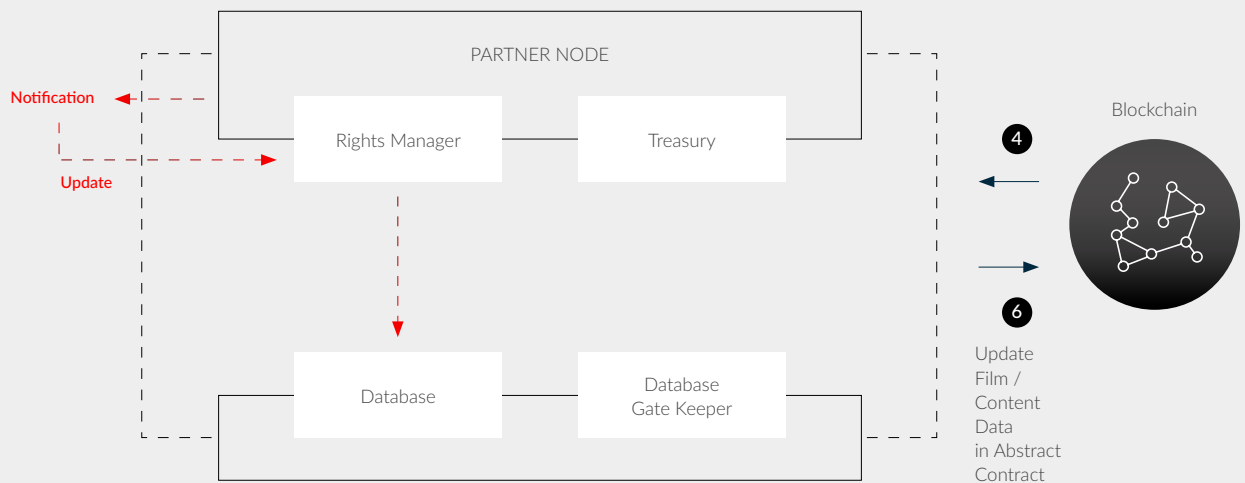 PARTNER NODE
Notification
Rights Manager
Treasury
Update
Blockchain
4
6
Update
Film /
Content
Data
in Abstract
Contract
Database
Database
Gate Keeper